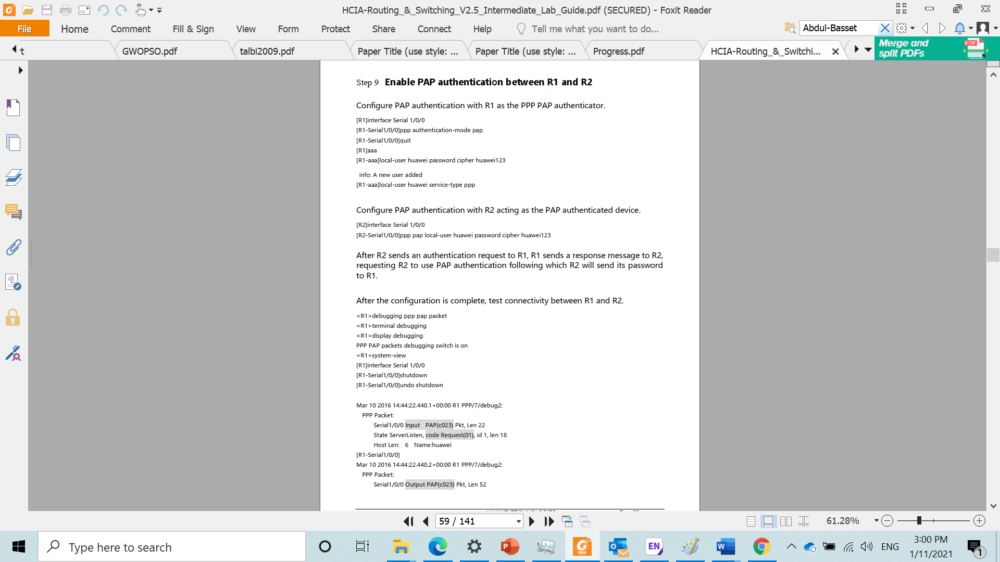 HCIA-Routing_&_Switching_V2.5_Intermediate_Lab_Guide.pdf (SECURED) - Foxit Reader
File Home Comment Fill & Sign View Form Protect Share Connect Help Tell me what you want to do... Abdul-Basset
t GWOPSO.pdf talbi2009.pdf Paper Title (use style: ... Paper Title (use style: ... Progress.pdf HCIA-Routing_&_Switchi...
Merge and
split PDFs
PDF
Step 9 Enable PAP authentication between R1 and R2
Configure PAP authentication with R1 as the PPP PAP authenticator.
[R1]interface Serial 1/0/0
[R1-Serial1/0/0]ppp authentication-mode pap
[R1-Serial1/0/0]quit
[R1]aaa
[R1-aaa]local-user huawei password cipher huawei123
info: A new user added
[R1-aaa]local-user huawei service-type ppp
Configure PAP authentication with R2 acting as the PAP authenticated device.
[R2]interface Serial 1/0/0
[R2-Serial1/0/0]ppp pap local-user huawei password cipher huawei123
After R2 sends an authentication request to R1, R1 sends a response message to R2,
requesting R2 to use PAP authentication following which R2 will send its password
to R1.
After the configuration is complete, test connectivity between R1 and R2.
<R1>debugging ppp pap packet
<R1>terminal debugging
<R1>display debugging
PPP PAP packets debugging switch is on
<R1>system-view
[R1]interface Serial 1/0/0
[R1-Serial1/0/0]shutdown
[R1-Serial1/0/0]undo shutdown
Mar 10 2016 14:44:22.440.1+00:00 R1 PPP/7/debug2:
PPP Packet:
Serial1/0/0 Input PAP(c023) Pkt, Len 22
State ServerListen, code Request(01), id 1, len 18
Host Len: 6 Name:huawei
[R1-Serial1/0/0]
Mar 10 2016 14:44:22.440.2+00:00 R1 PPP/7/debug2:
PPP Packet:
Serial1/0/0 Output PAP(c023) Pkt, Len 52
59 / 141
61.28%
Type here to search
EN
ENG
3:00 PM
1/11/2021
1